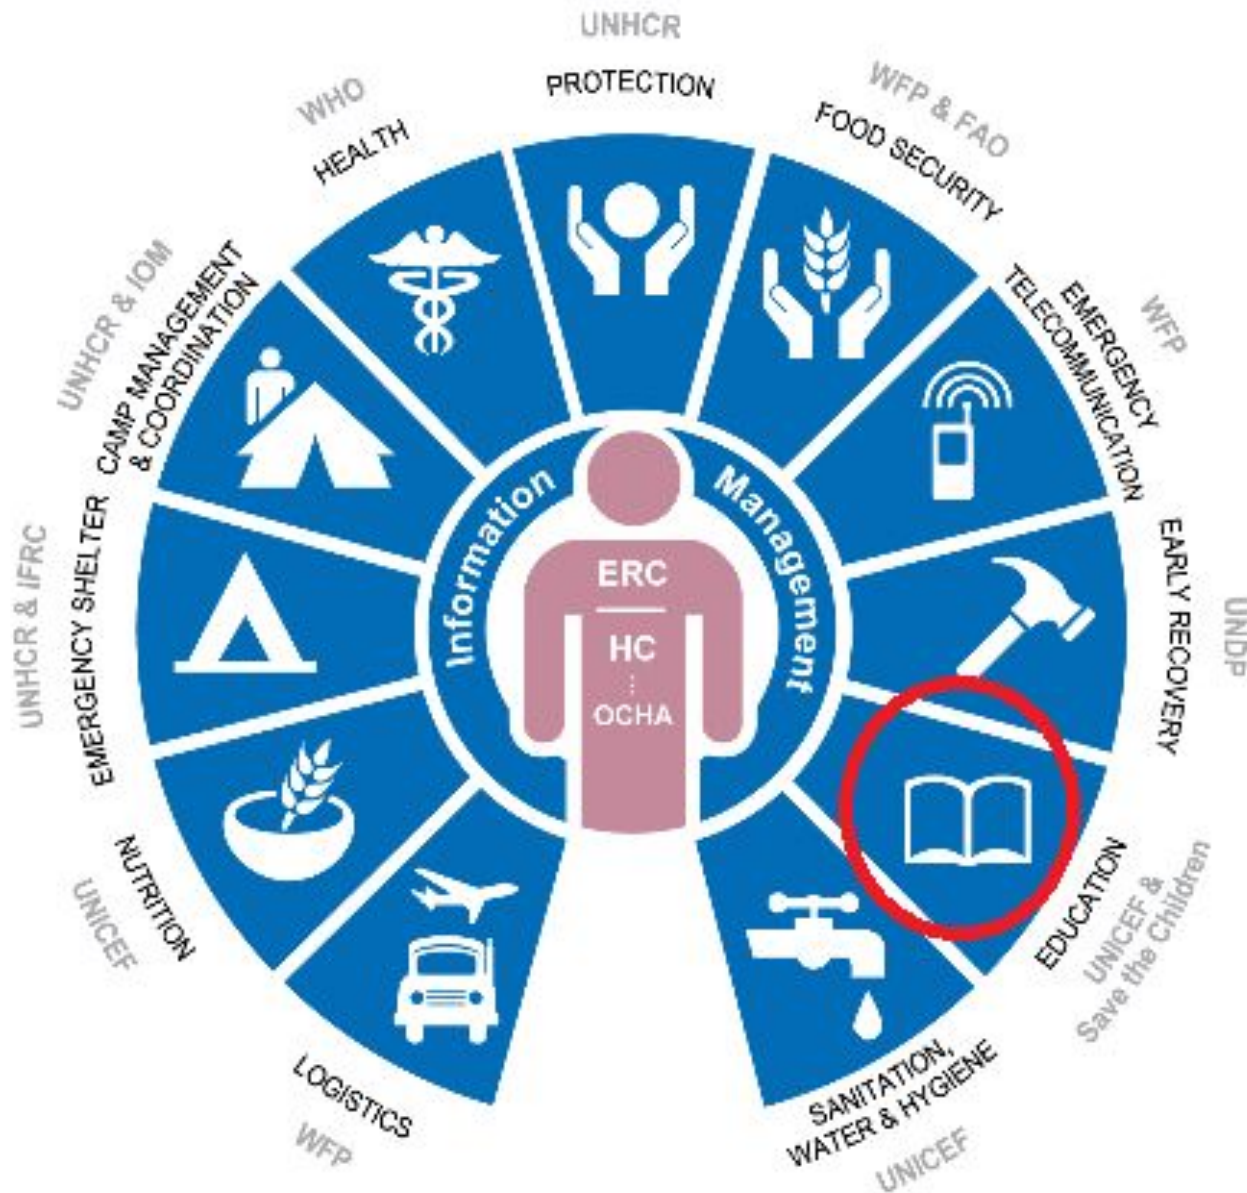 UNHCR
PROTECTION
WFP & FAO
FOOD SECURITY
WFP
EMERGENCY
TELECOMMUNICATION
EARLY RECOVERY
UNDP
EDUCATION
UNICEF &
Save the Children
SANITATION,
WATER & HYGIENE
UNICEF
LOGISTICS
WFP
NUTRITION
UNICEF
EMERGENCY SHELTER
UNHCR & IFRC
CAMP MANAGEMENT
& COORDINATION
UNHCR & IOM
WHO
HEALTH
Information
Management
ERC
HC
OCHA